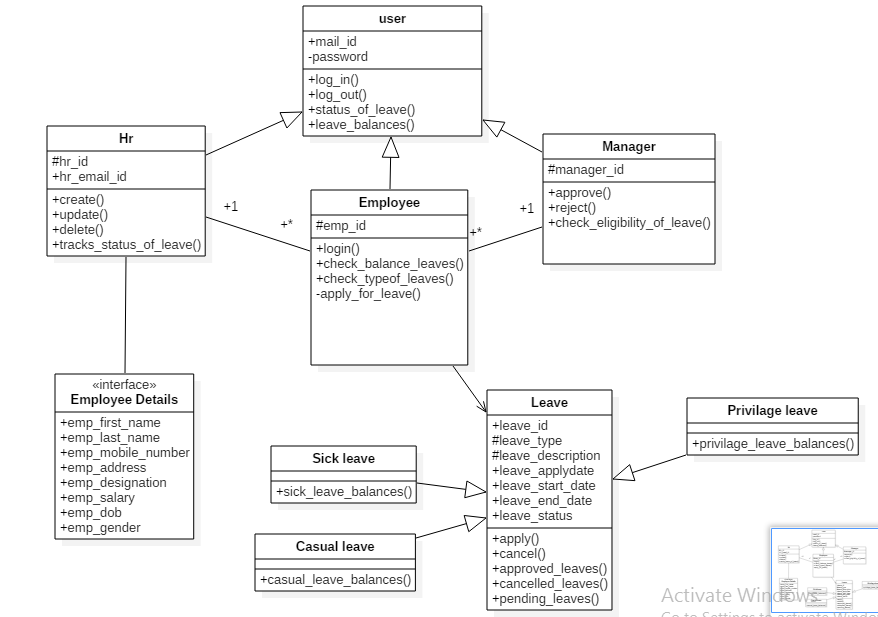 user
+mail_id
-password
+log_in()
+log_out()
+status_of_leave()
+leave_balances()
Hr
#hr_id
+hr_email_id
+create()
+update()
+delete()
+tracks_status_of_leave()
Manager
#manager_id
+approve()
+reject()
+check_eligibility_of_leave()
Employee
#emp_id
+login()
+check_balance_leaves()
+check_typeof_leaves()
-apply_for_leave()
+1
+*
+1
+*
«interface»
Employee Details
+emp_first_name
+emp_last_name
+emp_mobile_number
+emp_address
+emp_designation
+emp_salary
+emp_dob
+emp_gender
Leave
+leave_id
#leave_type
#leave_description
+leave_applydate
+leave_start_date
+leave_end_date
+leave_status
+apply()
+cancel()
+approved_leaves()
+cancelled_leaves()
+pending_leaves()
Privilage leave
+privilage_leave_balances()
Sick leave
+sick_leave_balances()
Casual leave
+casual_leave_balances()
Activate Windows
Go to Settings to activate Windows